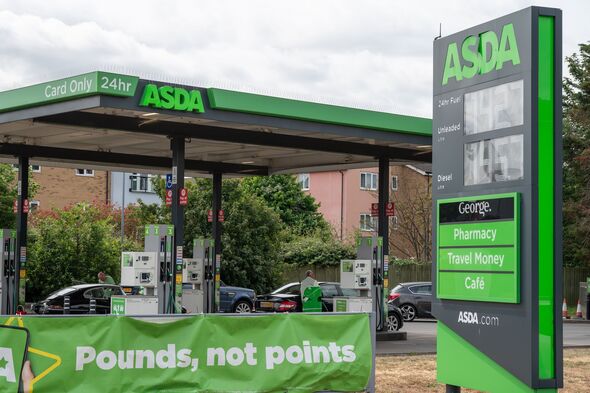 Card Only 24hr
ASDA
ASDA
24hr Fuel
Unleaded
Diesel
George.
Pharmacy
Travel Money
Café
ASDA.com
Pounds, not points